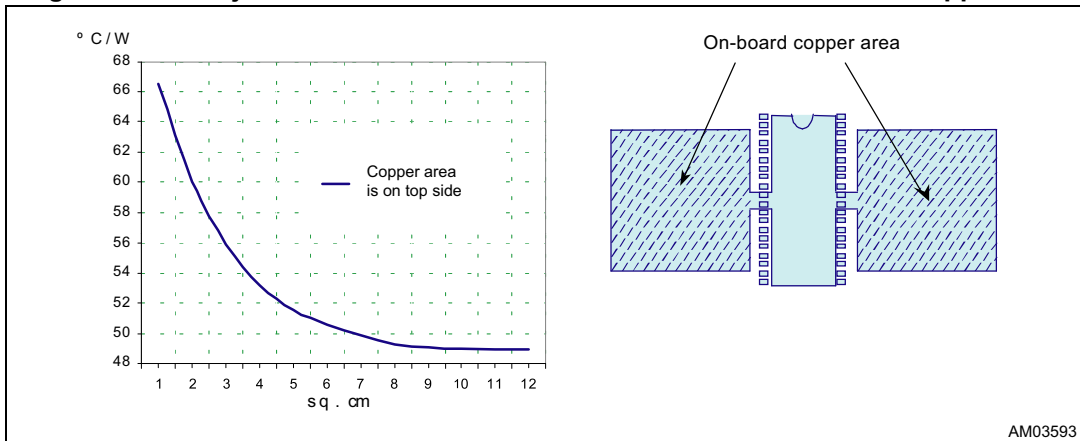 º C / W
68
66
64
62
60
58
56
54
52
50
48
1 2 3 4 5 6 7 8 9 10 11 12
sq . cm
Copper area
is on top side
On-board copper area
AM03593